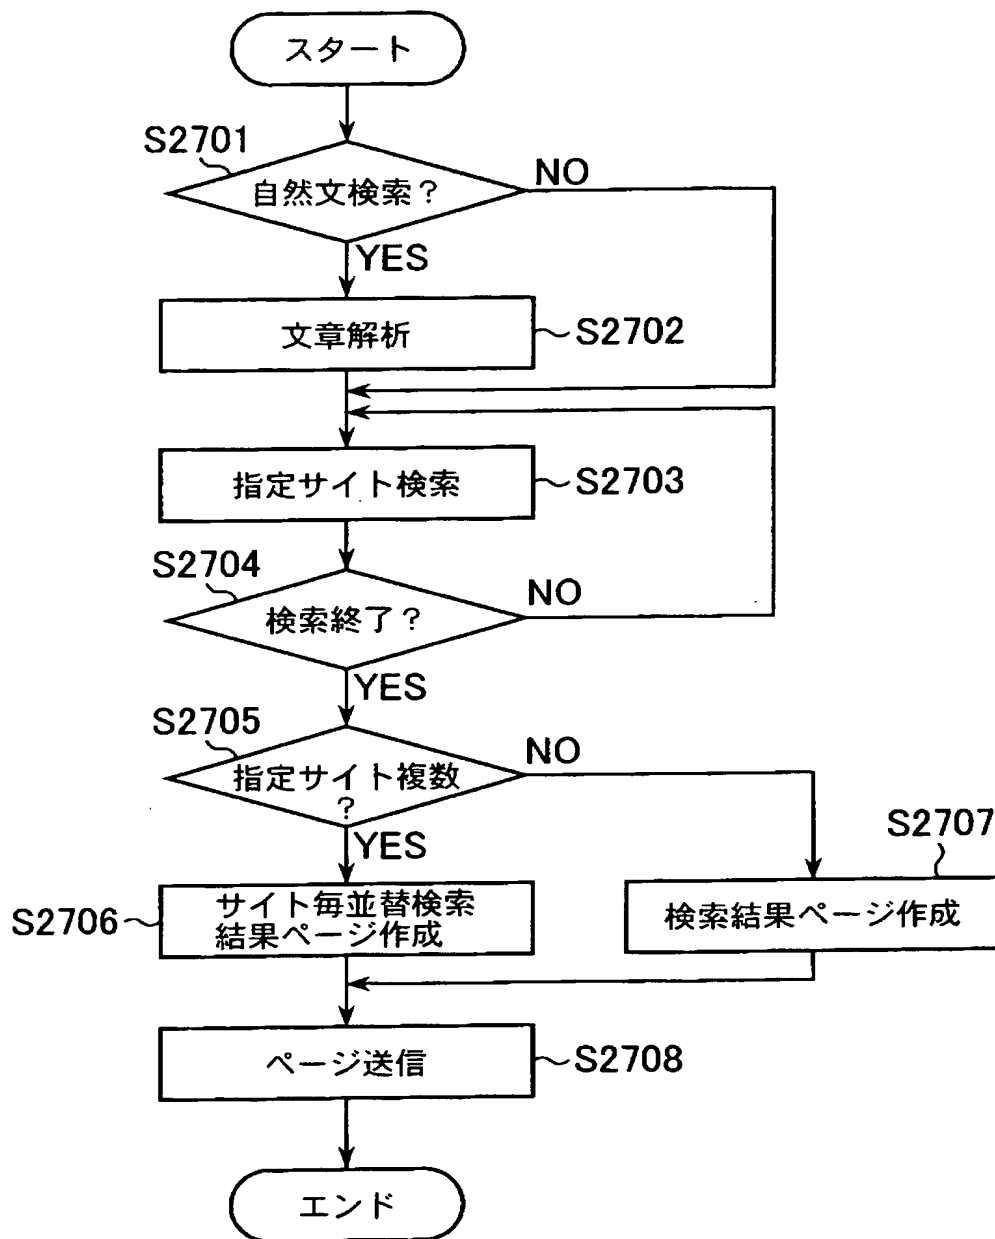 スタート
S2701
自然文検索？
NO
YES
文章解析
S2702
指定サイト検索
S2703
S2704
検索終了？
NO
YES
S2705
指定サイト複数
？
NO
YES
S2707
S2706
サイト毎並替検索
結果ページ作成
検索結果ページ作成
ページ送信
S2708
エンド